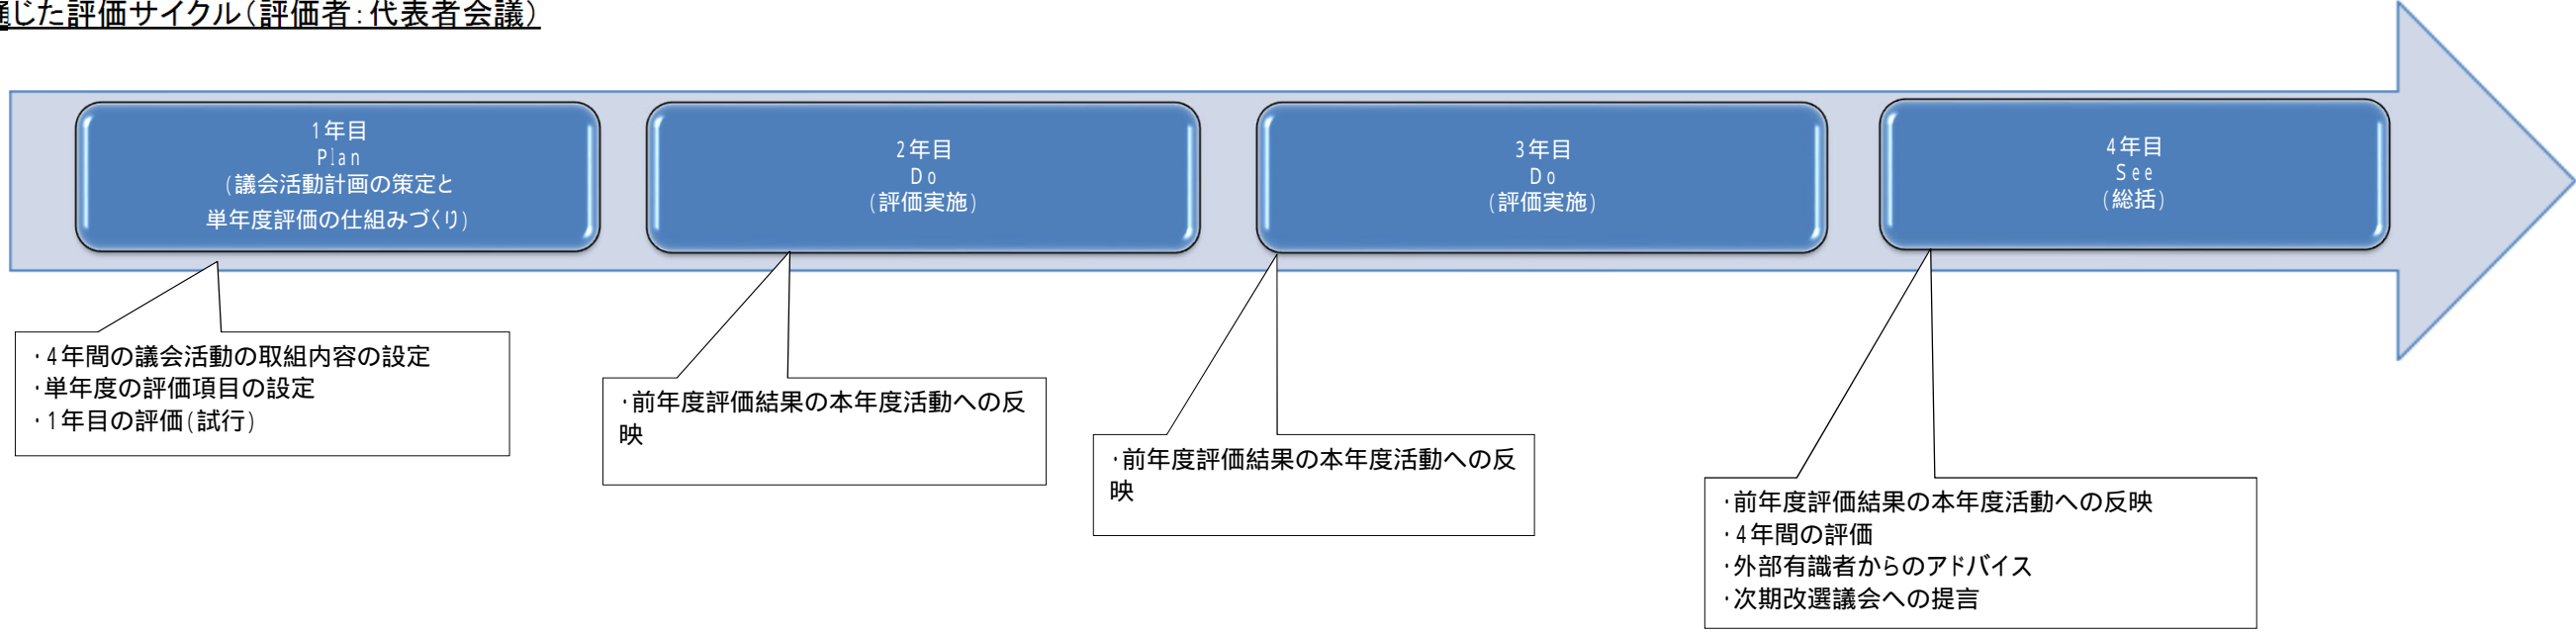 じた評価サイクル（評価者：代表者会議）
1年目
Plan
（議会活動計画の策定と
単年度評価の仕組みづくり）
2年目
Do
（評価実施）
3年目
Do
（評価実施）
4年目
See
（総括）
・4年間の議会活動の取組内容の設定
・単年度の評価項目の設定
・1年目の評価（試行）
・前年度評価結果の本年度活動への反
映
・前年度評価結果の本年度活動への反
映
・前年度評価結果の本年度活動への反映
・4年間の評価
・外部有識者からのアドバイス
・次期改選議会への提言